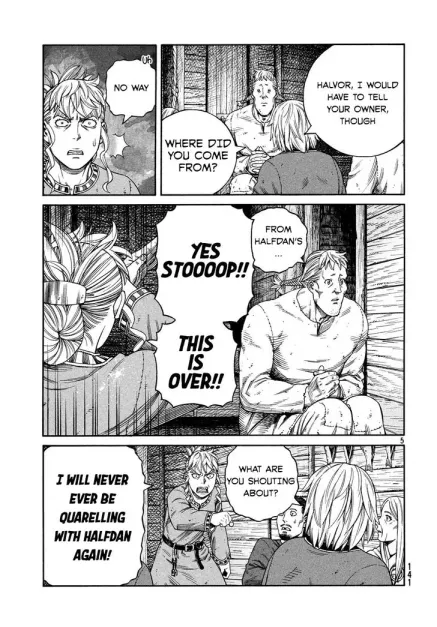 HALVOR, I WOULD
HAVE TO TELL
YOUR OWNER,
THOUGH
WHERE DID
YOU COME
FROM?
NO WAY
FROM
HALFDAN'S
...
YES
STOOOOP!!
THIS
IS
OVER!!
5
WHAT ARE
YOU SHOUTING
ABOUT?
I WILL NEVER
EVER BE
QUARELLING
WITH HALFDAN
AGAIN!
141